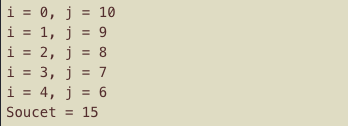 i = 0, j = 10
i = 1, j = 9
i = 2, j = 8
i = 3, j = 7
i = 4, j = 6
Soucet = 15